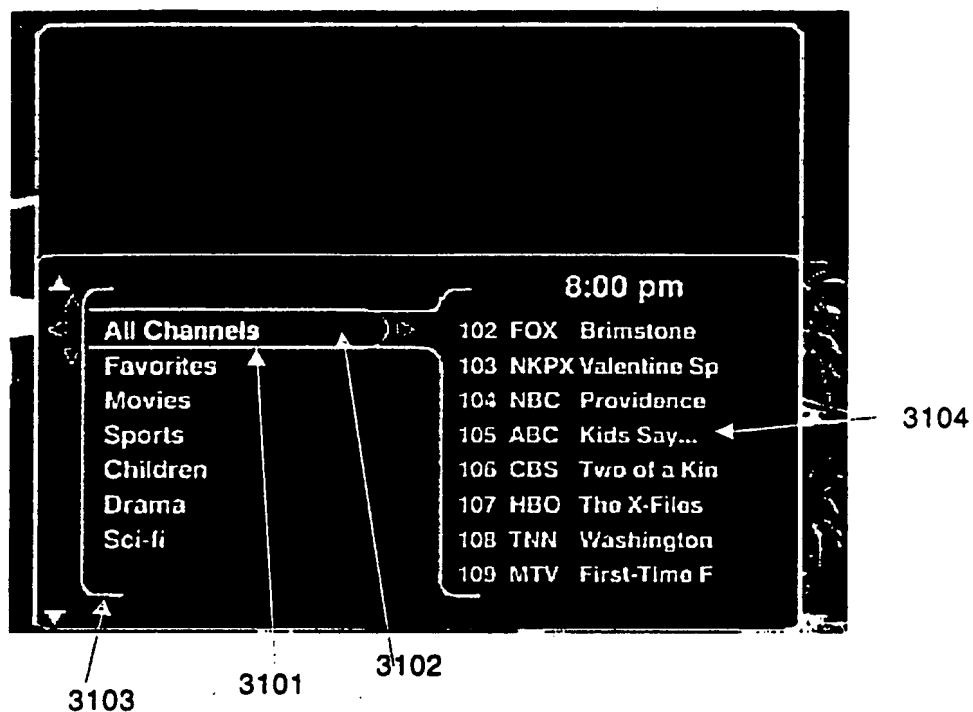 8:00 pm
All Channels
Favorites
Movies
Sports
Children
Drama
Sci-fi
102 FOX Brimstone
103 NKPX Valentine Sp
104 NBC Providence
105 ABC Kids Say...
106 CBS Two of a Kin
107 HBO The X-Files
108 TNN Washington
109 MTV First-Time F
3104
3103
3101
3102